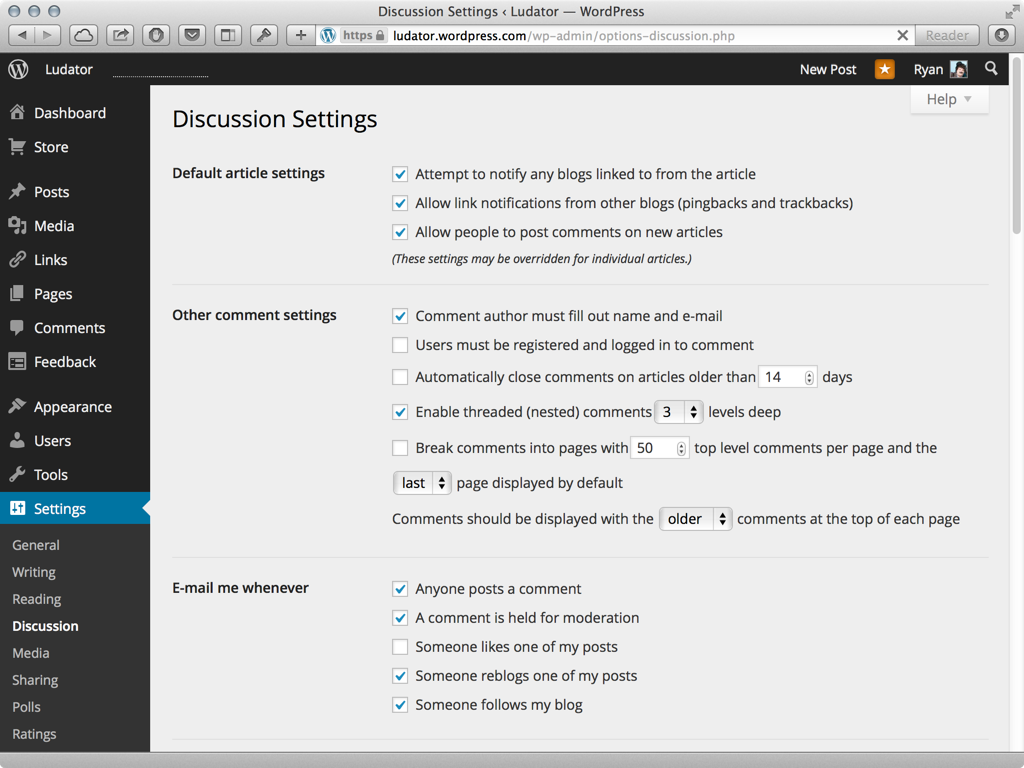 Discussion Settings ‹ Ludator — WordPress
https ludator.wordpress.com/wp-admin/options-discussion.php Reader
Ludator New Post Ryan
Help
Dashboard
Store
Posts
Media
Links
Pages
Comments
Feedback
Appearance
Users
Tools
Settings
General
Writing
Reading
Discussion
Media
Sharing
Polls
Ratings
Discussion Settings
Default article settings
Attempt to notify any blogs linked to from the article
Allow link notifications from other blogs (pingbacks and trackbacks)
Allow people to post comments on new articles
(These settings may be overridden for individual articles.)
Other comment settings
Comment author must fill out name and e-mail
Users must be registered and logged in to comment
Automatically close comments on articles older than 14 days
Enable threaded (nested) comments 3 levels deep
Break comments into pages with 50 top level comments per page and the
last page displayed by default
Comments should be displayed with the older comments at the top of each page
E-mail me whenever
Anyone posts a comment
A comment is held for moderation
Someone likes one of my posts
Someone reblogs one of my posts
Someone follows my blog